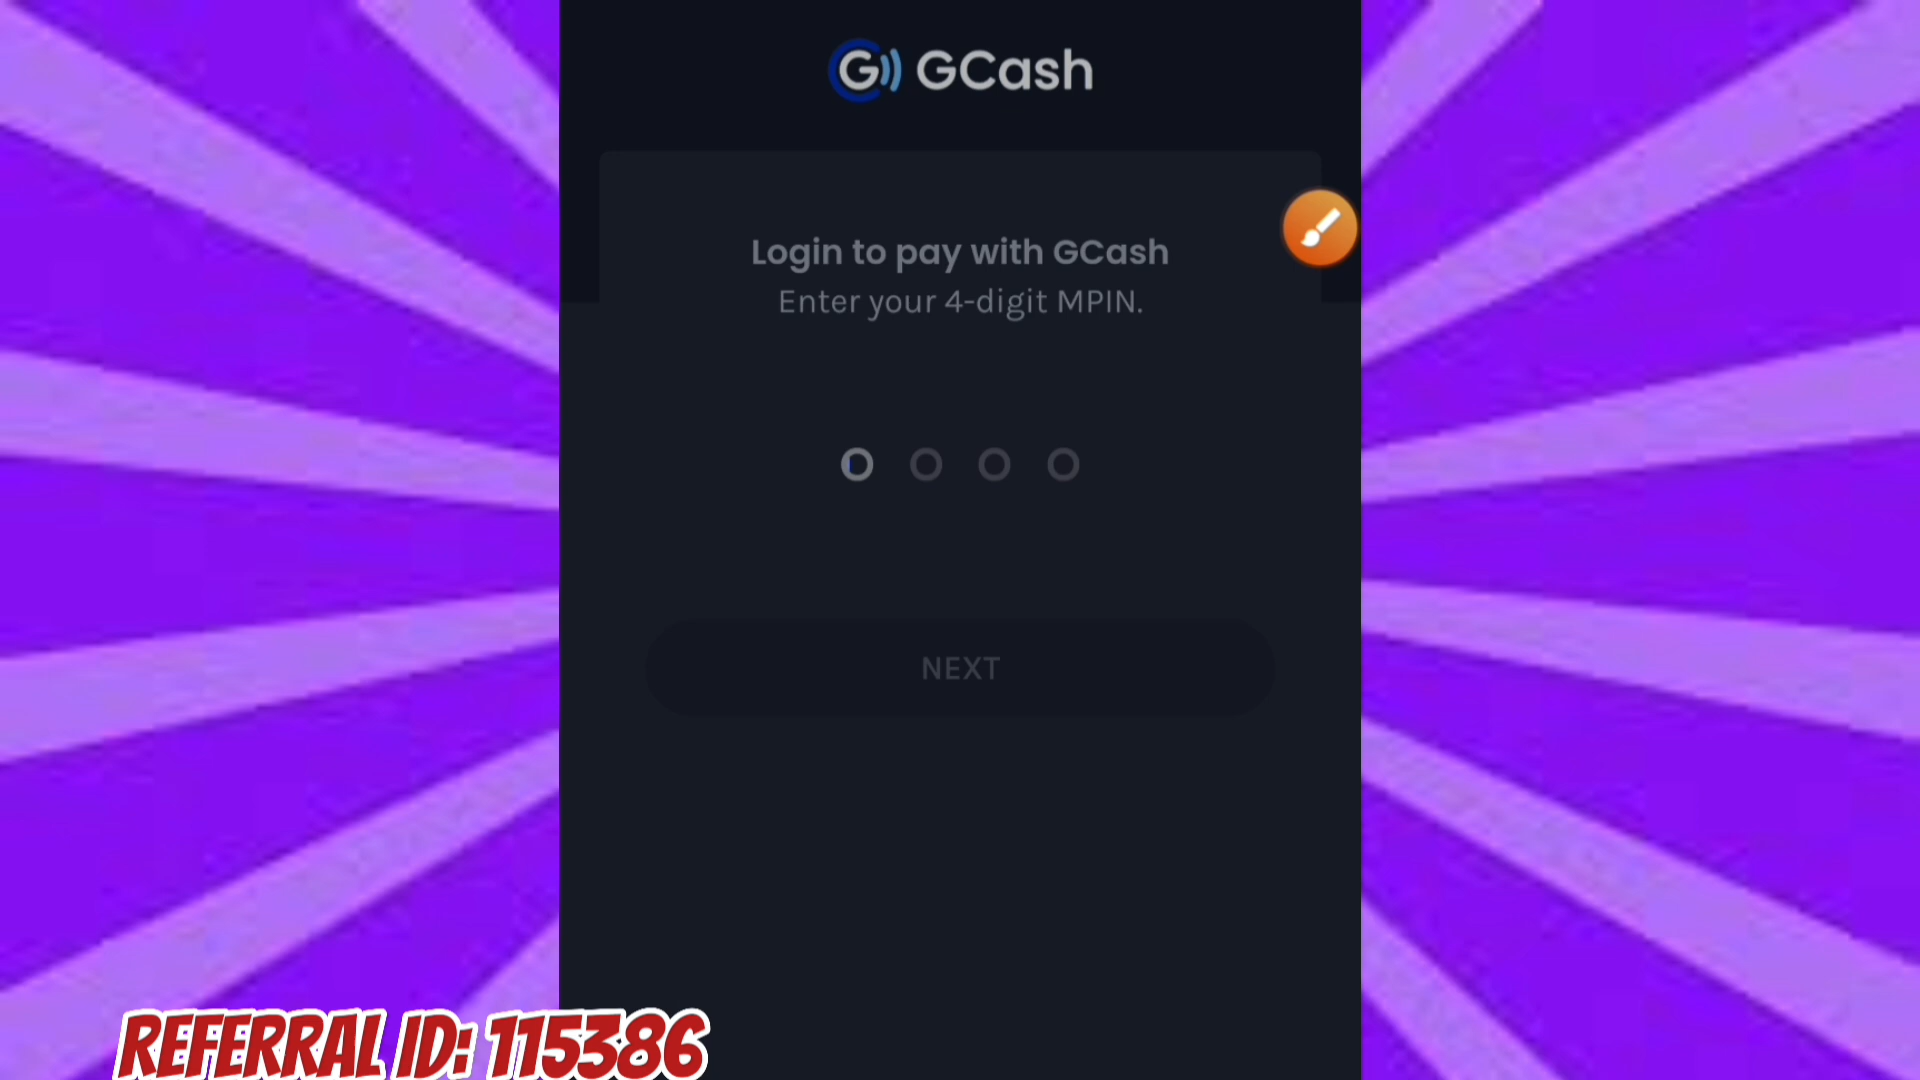 GCash
Login to pay with GCash
Enter your 4-digit MPIN.
NEXT
REFERRAL ID: 115386